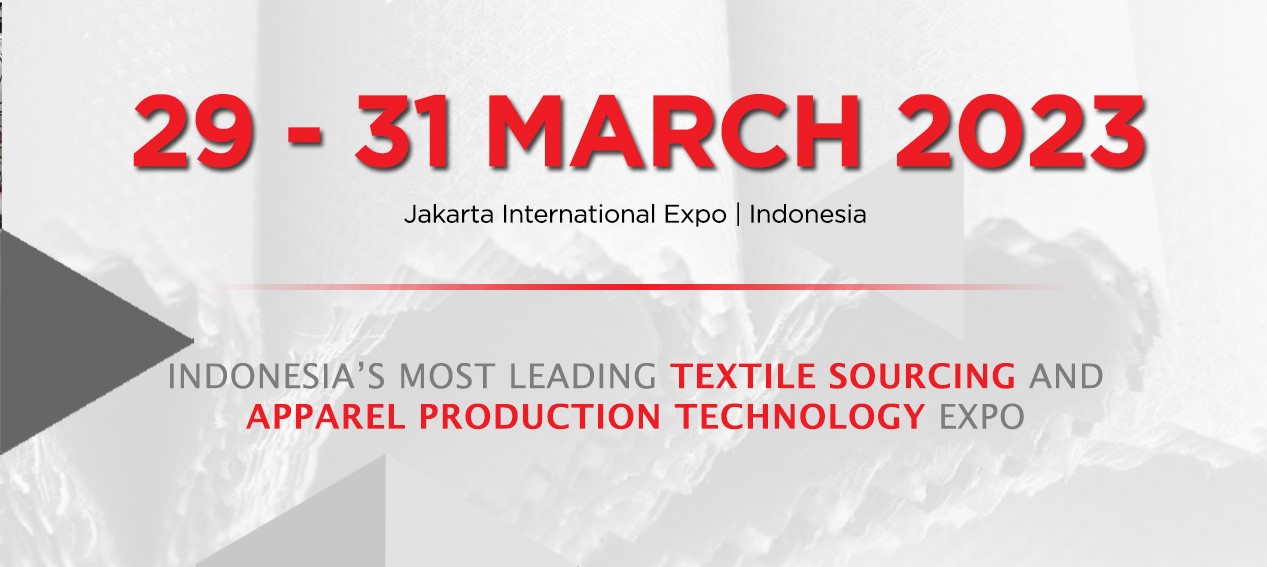 29 - 31 MARCH 2023
Jakarta International Expo | Indonesia
INDONESIA'S MOST LEADING TEXTILE SOURCING AND
APPAREL PRODUCTION TECHNOLOGY EXPO